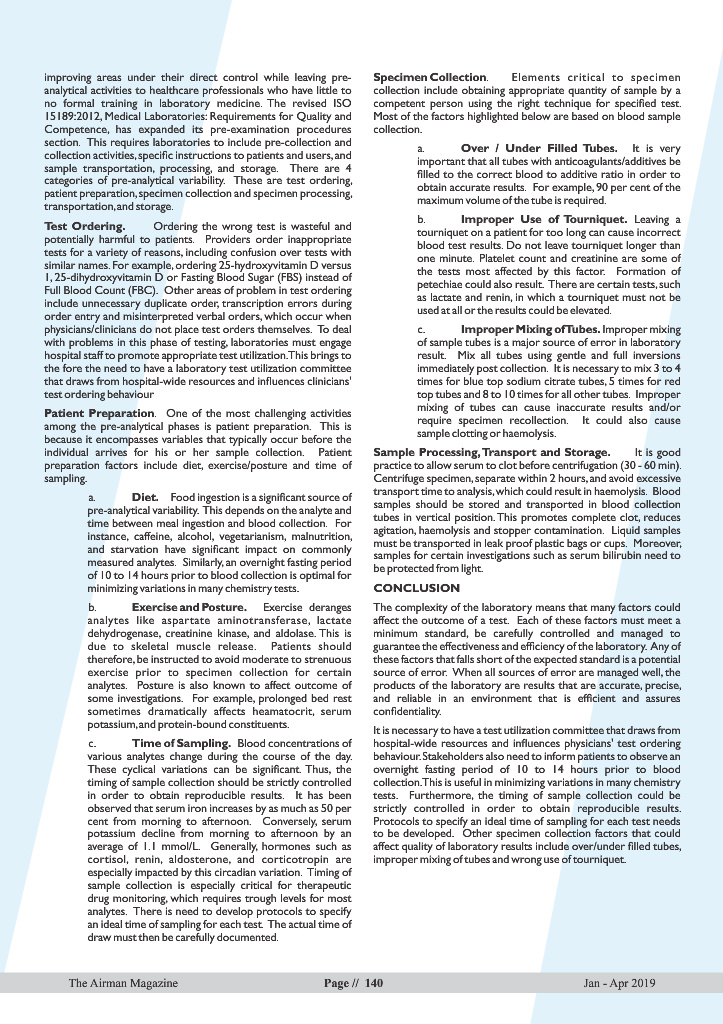 improving areas under their direct control while leaving pre-
analytical activities to healthcare professionals who have little to
no formal training in laboratory medicine. The revised ISO
15189:2012, Medical Laboratories: Requirements for Quality and
Competence, has expanded its pre-examination procedures
section. This requires laboratories to include pre-collection and
collection activities, specific instructions to patients and users, and
sample transportation, processing, and storage. There are 4
categories of pre-analytical variability. These are test ordering,
patient preparation, specimen collection and specimen processing,
transportation, and storage.
Test Ordering. Ordering the wrong test is wasteful and
potentially harmful to patients. Providers order inappropriate
tests for a variety of reasons, including confusion over tests with
similar names. For example, ordering 25-hydroxyvitamin D versus
1, 25-dihydroxyvitamin D or Fasting Blood Sugar (FBS) instead of
Full Blood Count (FBC). Other areas of problem in test ordering
include unnecessary duplicate order, transcription errors during
order entry and misinterpreted verbal orders, which occur when
physicians/clinicians do not place test orders themselves. To deal
with problems in this phase of testing, laboratories must engage
hospital staff to promote appropriate test utilization.This brings to
the fore the need to have a laboratory test utilization committee
that draws from hospital-wide resources and influences clinicians'
test ordering behaviour
Patient Preparation. One of the most challenging activities
among the pre-analytical phases is patient preparation. This is
because it encompasses variables that typically occur before the
individual arrives for his or her sample collection. Patient
preparation factors include diet, exercise/posture and time of
sampling.
a. Diet. Food ingestion is a significant source of
pre-analytical variability. This depends on the analyte and
time between meal ingestion and blood collection. For
instance, caffeine, alcohol, vegetarianism, malnutrition,
and starvation have significant impact on commonly
measured analytes. Similarly, an overnight fasting period
of 10 to 14 hours prior to blood collection is optimal for
minimizing variations in many chemistry tests.
b. Exercise and Posture. Exercise deranges
analytes like aspartate aminotransferase, lactate
dehydrogenase, creatinine kinase, and aldolase. This is
due to skeletal muscle release. Patients should
therefore, be instructed to avoid moderate to strenuous
exercise prior to specimen collection for certain
analytes. Posture is also known to affect outcome of
some investigations. For example, prolonged bed rest
sometimes dramatically affects heamatocrit, serum
potassium, and protein-bound constituents.
c. Time of Sampling. Blood concentrations of
various analytes change during the course of the day.
These cyclical variations can be significant. Thus, the
timing of sample collection should be strictly controlled
in order to obtain reproducible results. It has been
observed that serum iron increases by as much as 50 per
cent from morning to afternoon. Conversely, serum
potassium decline from morning to afternoon by an
average of 1.1 mmol/L. Generally, hormones such as
cortisol, renin, aldosterone, and corticotropin are
especially impacted by this circadian variation. Timing of
sample collection is especially critical for therapeutic
drug monitoring, which requires trough levels for most
analytes. There is need to develop protocols to specify
an ideal time of sampling for each test. The actual time of
draw must then be carefully documented.
Specimen Collection. Elements critical to specimen
collection include obtaining appropriate quantity of sample by a
competent person using the right technique for specified test.
Most of the factors highlighted below are based on blood sample
collection.
a. Over / Under Filled Tubes. It is very
important that all tubes with anticoagulants/additives be
filled to the correct blood to additive ratio in order to
obtain accurate results. For example, 90 per cent of the
maximum volume of the tube is required.
b. Improper Use of Tourniquet. Leaving a
tourniquet on a patient for too long can cause incorrect
blood test results. Do not leave tourniquet longer than
one minute. Platelet count and creatinine are some of
the tests most affected by this factor. Formation of
petechiae could also result. There are certain tests, such
as lactate and renin, in which a tourniquet must not be
used at all or the results could be elevated.
c. Improper Mixing of Tubes. Improper mixing
of sample tubes is a major source of error in laboratory
result. Mix all tubes using gentle and full inversions
immediately post collection. It is necessary to mix 3 to 4
times for blue top sodium citrate tubes, 5 times for red
top tubes and 8 to 10 times for all other tubes. Improper
mixing of tubes can cause inaccurate results and/or
require specimen recollection. It could also cause
sample clotting or haemolysis.
Sample Processing, Transport and Storage. It is good
practice to allow serum to clot before centrifugation (30 - 60 min).
Centrifuge specimen, separate within 2 hours, and avoid excessive
transport time to analysis, which could result in haemolysis. Blood
samples should be stored and transported in blood collection
tubes in vertical position. This promotes complete clot, reduces
agitation, haemolysis and stopper contamination. Liquid samples
must be transported in leak proof plastic bags or cups. Moreover,
samples for certain investigations such as serum bilirubin need to
be protected from light.
CONCLUSION
The complexity of the laboratory means that many factors could
affect the outcome of a test. Each of these factors must meet a
minimum standard, be carefully controlled and managed to
guarantee the effectiveness and efficiency of the laboratory. Any of
these factors that falls short of the expected standard is a potential
source of error. When all sources of error are managed well, the
products of the laboratory are results that are accurate, precise,
and reliable in an environment that is efficient and assures
confidentiality.
It is necessary to have a test utilization committee that draws from
hospital-wide resources and influences physicians' test ordering
behaviour. Stakeholders also need to inform patients to observe an
overnight fasting period of 10 to 14 hours prior to blood
collection.This is useful in minimizing variations in many chemistry
tests. Furthermore, the timing of sample collection could be
strictly controlled in order to obtain reproducible results.
Protocols to specify an ideal time of sampling for each test needs
to be developed. Other specimen collection factors that could
affect quality of laboratory results include over/under filled tubes,
improper mixing of tubes and wrong use of tourniquet.
The Airman Magazine
Page // 140
Jan - Apr 2019